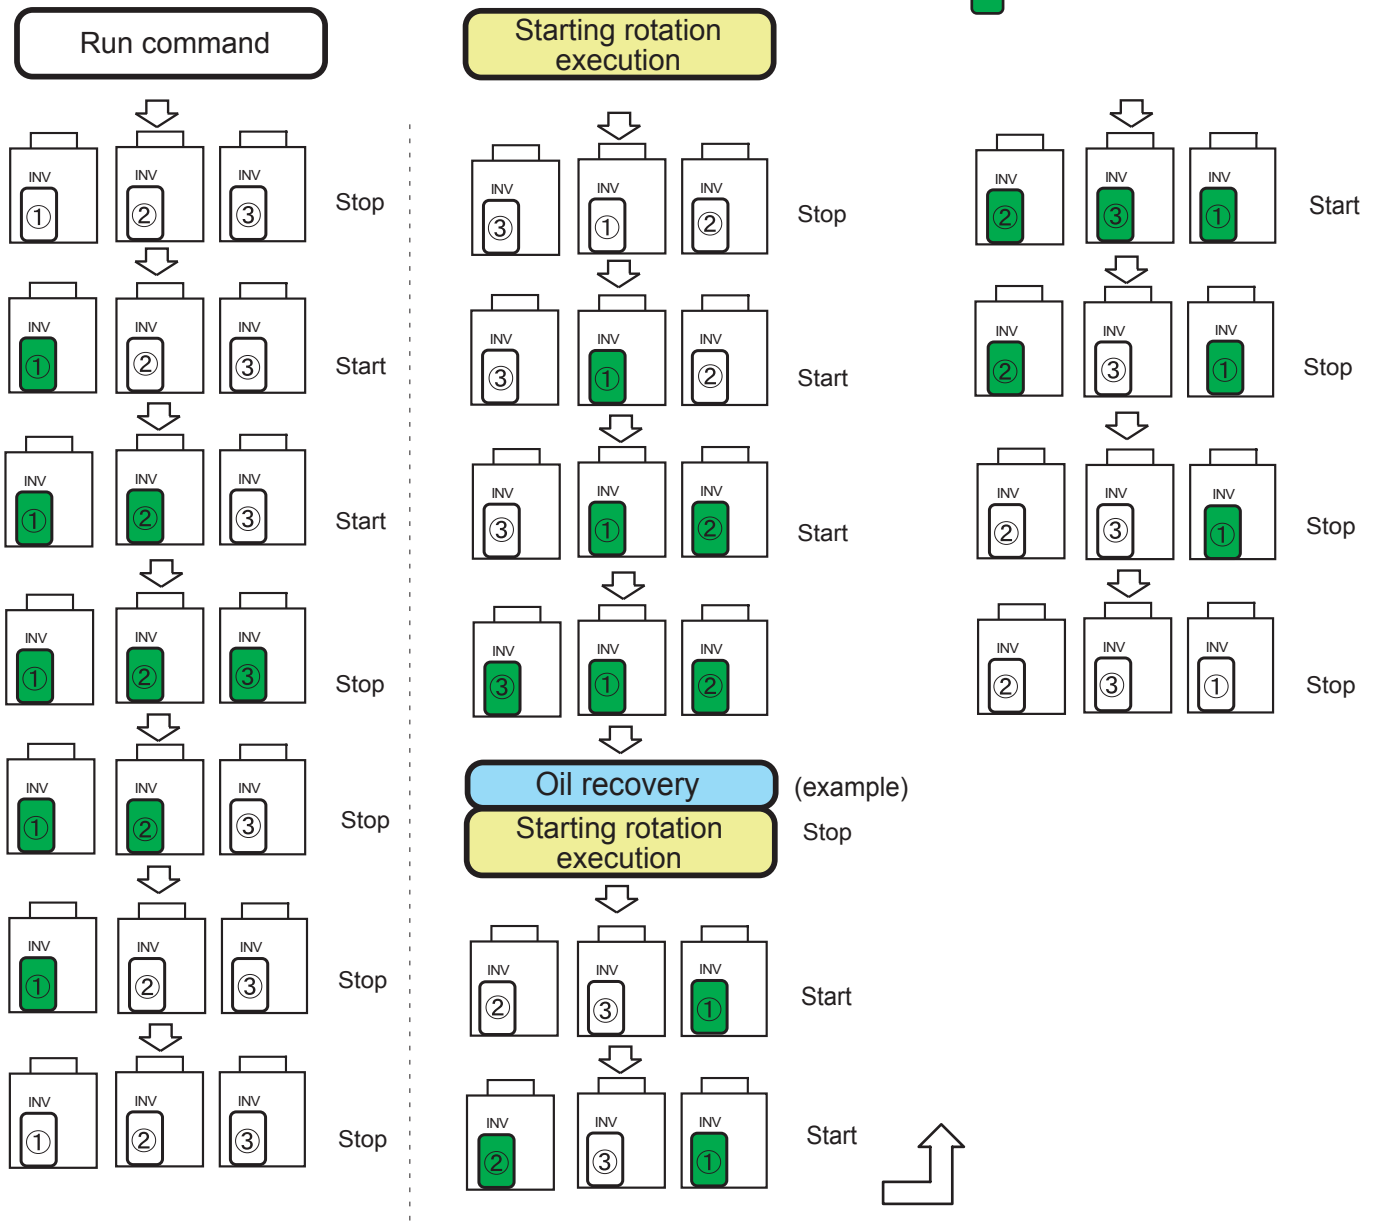 Run command
INV INV INV
① ② ③ Stop
INV INV INV
① ② ③ Start
INV INV INV
① ② ③ Start
INV INV INV
① ② ③ Stop
INV INV INV
① ② ③ Stop
INV INV INV
① ② ③ Stop
INV INV INV
① ② ③ Stop
Starting rotation
execution
INV INV INV
③ ① ② Stop
INV INV INV
③ ① ② Start
INV INV INV
③ ① ② Start
INV INV INV
③ ① ②
Oil recovery (example)
Starting rotation Stop
execution
INV INV INV
② ③ ① Start
INV INV INV
② ③ ① Start
INV INV INV
② ③ ① Start
INV INV INV
② ③ ① Stop
INV INV INV
② ③ ① Stop
INV INV INV
② ③ ① Stop